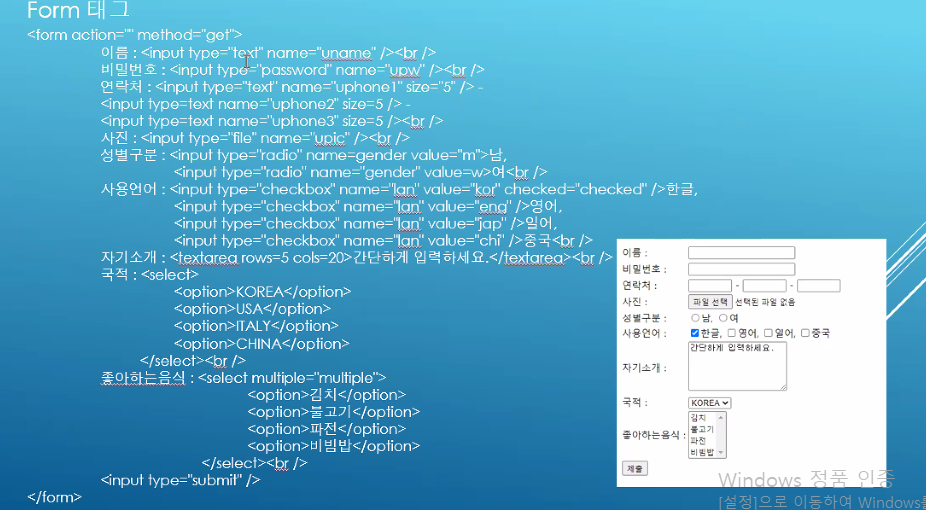 Form 태그
<form action="" method="get">
이름 : <input type="text" name="uname" /><br />
비밀번호 : <input type="password" name="upw" /><br />
연락처 : <input type="text" name="uphone1" size="5" /> -
<input type=text name="uphone2" size=5 /> -
<input type=text name="uphone3" size=5 /><br />
사진 : <input type="file" name="upic" /><br />
성별구분 : <input type="radio" name=gender value="m">남,
<input type="radio" name="gender" value=w>여<br />
사용언어 : <input type="checkbox" name="lan" value="kor" checked="checked" />한글,
<input type="checkbox" name="lan" value="eng" />영어,
<input type="checkbox" name="lan" value="jap" />일어,
<input type="checkbox" name="lan" value="chi" />중국<br />
자기소개 : <textarea rows=5 cols=20>간단하게 입력하세요.</textarea><br />
국적 : <select>
<option>KOREA</option>
<option>USA</option>
<option>ITALY</option>
<option>CHINA</option>
</select><br />
좋아하는음식 : <select multiple="multiple">
<option>김치</option>
<option>불고기</option>
<option>파전</option>
<option>비빔밥</option>
</select><br />
<input type="submit" />
</form>
이름 :
비밀번호 :
연락처 : - -
사진 : 파일 선택 선택된 파일 없음
성별구분 : 남, 여
사용언어 : 한글, 영어, 일어, 중국
자기소개 : 간단하게 입력하세요.
국적 : KOREA
좋아하는음식 : 김치
불고기
파전
비빔밥
제출
Windows 정품 인증
[설정]으로 이동하여 Windows를